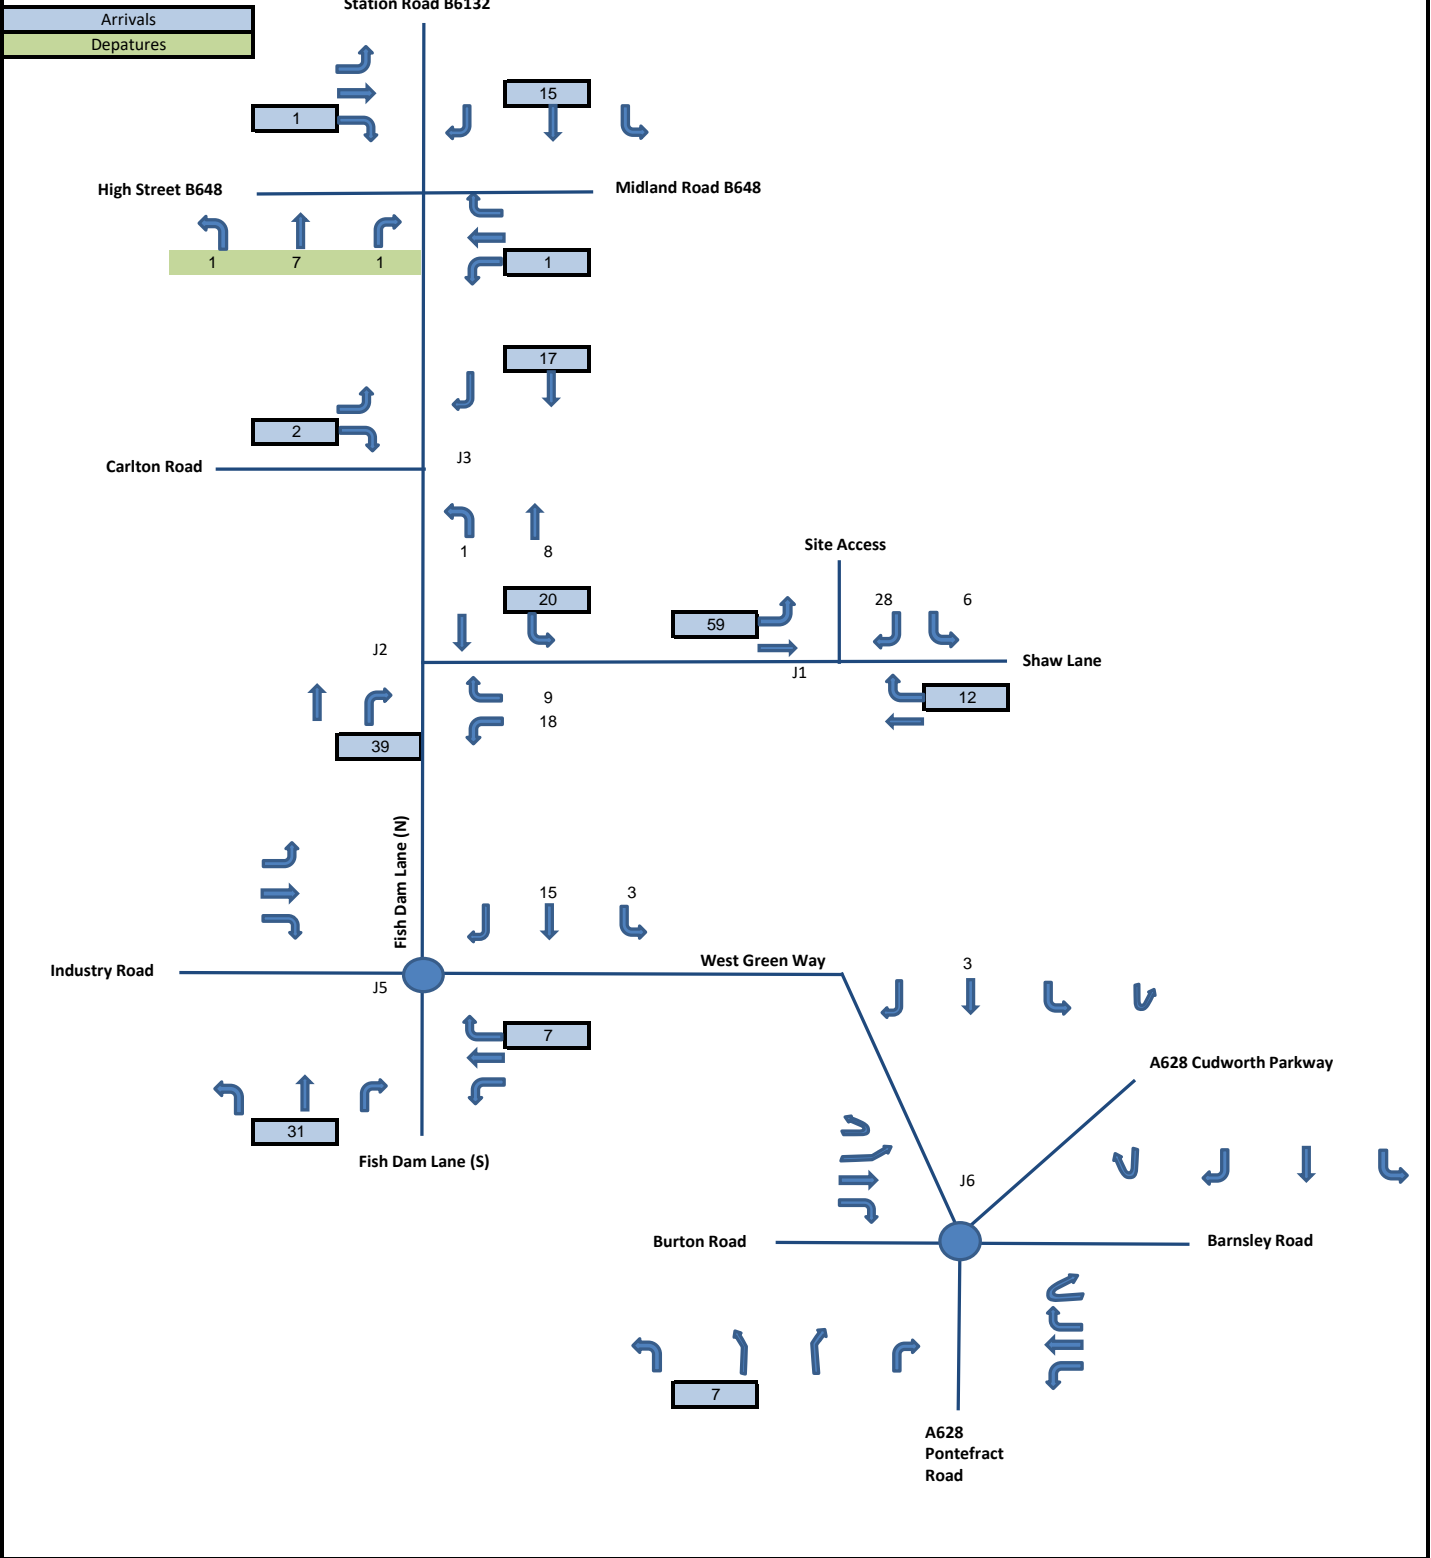 Station Road B6132
Arrivals
Depatures
15
1
High Street B648
Midland Road B648
1
7
1
1
17
2
Carlton Road
J3
1
8
Site Access
20
59
28
6
J2
Shaw Lane
J1
9
12
18
39
Fish Dam Lane (N)
15
3
Industry Road
West Green Way
3
J5
7
A628 Cudworth Parkway
31
Fish Dam Lane (S)
J6
Burton Road
Barnsley Road
7
A628
Pontefract
Road